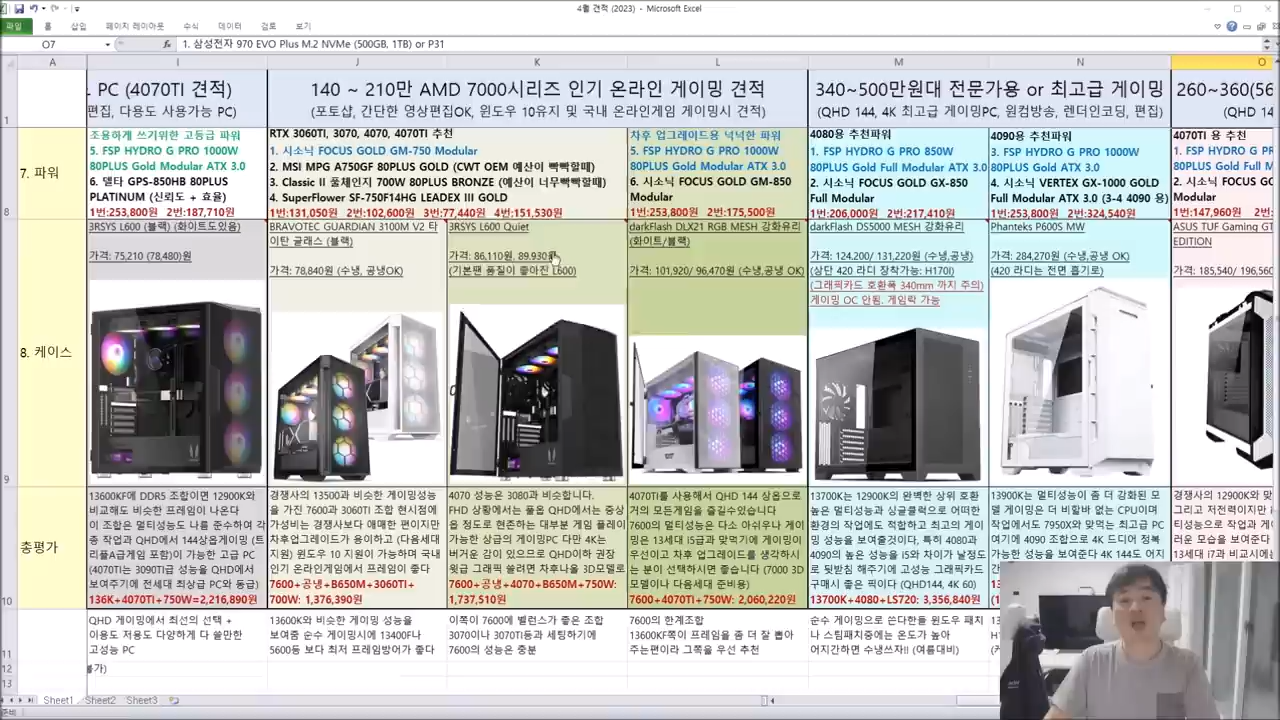 4월 견적 (2023) - Microsoft Excel
파일 홈 삽입 페이지 레이아웃 수식 데이터 검토 보기
O7 fx 1. 삼성전자 970 EVO Plus M.2 NVMe (500GB, 1TB) or P31
A I J K L M N O
PC (4070TI 견적)
편집, 다용도 사용가능 PC)
140 ~ 210만 AMD 7000시리즈 인기 온라인 게이밍 견적
(포토샵, 간단한 영상편집OK, 윈도우 10유지 및 국내 온라인게임 게이밍시 견적)
340~500만원대 전문가용 or 최고급 게이밍
(QHD 144, 4K 최고급 게이밍PC, 원컴방송, 렌더인코딩, 편집)
260~360(56
(QHD 144
1
7. 파워
8
조용하게 쓰기위한 고등급 파워
5. FSP HYDRO G PRO 1000W
80PLUS Gold Modular ATX 3.0
6. 델타 GPS-850HB 80PLUS
PLATINUM (신뢰도 + 효율)
1번:253,800원 2번:187,710원
RTX 3060TI, 3070, 4070, 4070TI 추천
1. 시소닉 FOCUS GOLD GM-750 Modular
2. MSI MPG A750GF 80PLUS GOLD (CWT OEM 예산이 빡빡할때)
3. Classic II 풀체인지 700W 80PLUS BRONZE (예산이 너무빡빡할때)
4. SuperFlower SF-750F14HG LEADEX III GOLD
1번:131,050원 2번:102,600원 3번:77,440원 4번:151,530원
차후 업그레이드용 넉넉한 파워
5. FSP HYDRO G PRO 1000W
80PLUS Gold Modular ATX 3.0
6. 시소닉 FOCUS GOLD GM-850
Modular
1번:253,800원 2번:175,500원
4080용 추천파워
1. FSP HYDRO G PRO 850W
80PLUS Gold Full Modular ATX 3.0
2. 시소닉 FOCUS GOLD GX-850
Full Modular
1번:206,000원 2번:217,410원
4090용 추천파워
3. FSP HYDRO G PRO 1000W
80PLUS Gold Full Modular ATX 3.0
4. 시소닉 VERTEX GX-1000 GOLD
Full Modular ATX 3.0 (3-4 4090 용)
1번:253,800원 2번:324,540원
4070TI 용 추천
1. FSP HYDRO G P
80PLUS Gold Full M
2. 시소닉 FOCUS G
Modular
1번:147,960원 2
8. 케이스
9
3RSYS L600 (블랙) (화이트도있음)
가격: 75,210 (78,480)원
BRAVOTEC GUARDIAN 3100M V2 타
이탄 글래스 (블랙)
가격: 78,840 (수냉, 공냉OK)
3RSYS L600 Quiet
가격: 86,110원, 89,930원
(기본팬 품질이 좋아진 L600)
darkFlash DLX21 RGB MESH 강화유리
(화이트/블랙)
가격: 101,920/ 96,470원 (수냉,공냉 OK)
darkFlash DS5000 MESH 강화유리
가격: 124,200/ 131,220원 (수냉,공냉)
(상단 420 라디 장착가능: H170I)
(그래픽카드 호환폭 340mm 까지 주의)
게이밍 OC 안됨. 게임락 가능
Phanteks P600S MW
가격: 284,270원 (수냉,공냉 OK)
(420 라디는 전면 흡기로)
ASUS TUF Gaming GT
EDITION
가격: 185,540/ 196,560
총평가
10
13600KF에 DDR5 조합이면 12900K와
비교해도 비슷한 프레임이 나온다
이 조합은 멀티성능도 나름 준수하여 각
종 작업과 QHD에서 144상옵게이밍 (트
리플A급게임 포함)이 가능한 고급 PC
(4070TI는 3090TI급 성능을 QHD에서
보여주기에 전세대 최상급 PC와 동급)
136K+4070TI+750W=2,216,890원
경쟁사의 13500과 비슷한 게이밍성능
을 가진 7600과 3060TI 조합 현시점에
가성비는 경쟁사보다 애매한 편이지만
차후업그레이드가 용이하고 (다음세대
지원) 윈도우 10 지원이 가능하며 국내
인기 온라인게임에서 프레임이 좋다
7600+공냉+B650M+3060TI+
700W: 1,376,390원
4070 성능은 3080과 비슷합니다.
FHD 상황에서는 풀옵 QHD에서는 중상
옵 정도로 현존하는 대부분 게임 플레이
가능한 상급의 게이밍PC 다만 4K는
버거운 감이 있으므로 QHD이하 권장
윗급 그래픽 쓸려면 차후나올 3D모델로
7600+공냉+4070+B650M+750W:
1,737,510원
4070TI를 사용해서 QHD 144 상옵으로
거의 모든게임을 즐길수있습니다
7600의 멀티성능은 다소 아쉬우나 게이
밍은 13세대 i5급과 맞먹기에 게이밍이
우선이고 차후 업그레이드를 생각하시
는 분이 선택하시면 좋습니다 (7000 3D
모델이나 다음세대 준비용)
7600+4070TI+750W: 2,060,220원
13700K는 12900K의 완벽한 상위 호환
높은 멀티성능과 싱글클럭으로 어떠한
환경의 작업에도 적합하고 최고의 게이
밍 성능을 보여줄것이다. 특히 4080과
4090의 높은 성능을 i5와 차이가 날정도
로 뒷받침 해주기에 고성능 그래픽카드
구매시 좋은 픽이다 (QHD144, 4K 60)
13700K+4080+LS720: 3,356,840원
13900K는 멀티성능이 좀 더 강화된 모
델 게이밍은 더 비할바 없는 CPU이며
작업에서도 7950X와 맞먹는 최고급 PC
여기에 4090 조합으로 4K 드디어 정복
가능한 성능을 보여준다 4K 144도 어지
경쟁사의 12900K와 맞
그리고 저전력이지만
티성능으로 작업과 게이
러운 모습을 보여준다 (
13세대 i7과 비교시에는
11
QHD 게이밍에서 최선의 선택 +
이용도 저용도 다양하게 다 쓸만한
고성능 PC
13600K와 비슷한 게이밍 성능을
보여줌 순수 게이밍시에 13400F나
5600등 보다 최저 프레임방어가 좋다
이쪽이 7600에 밸런스가 좋은 조합
3070이나 3070TI등과 세팅하기에
7600의 성능은 충분
7600의 한계조합
13600KF쪽이 프레임을 좀 더 잘 뽑아
주는편이라 그쪽을 우선 추천
순수 게이밍으로 쓴다한들 윈도우 패치
나 스팀패치중에는 온도가 높아
어지간하면 수냉쓰자!! (여름대비)
12
불가)
13
Sheet1 Sheet2 Sheet3
준비